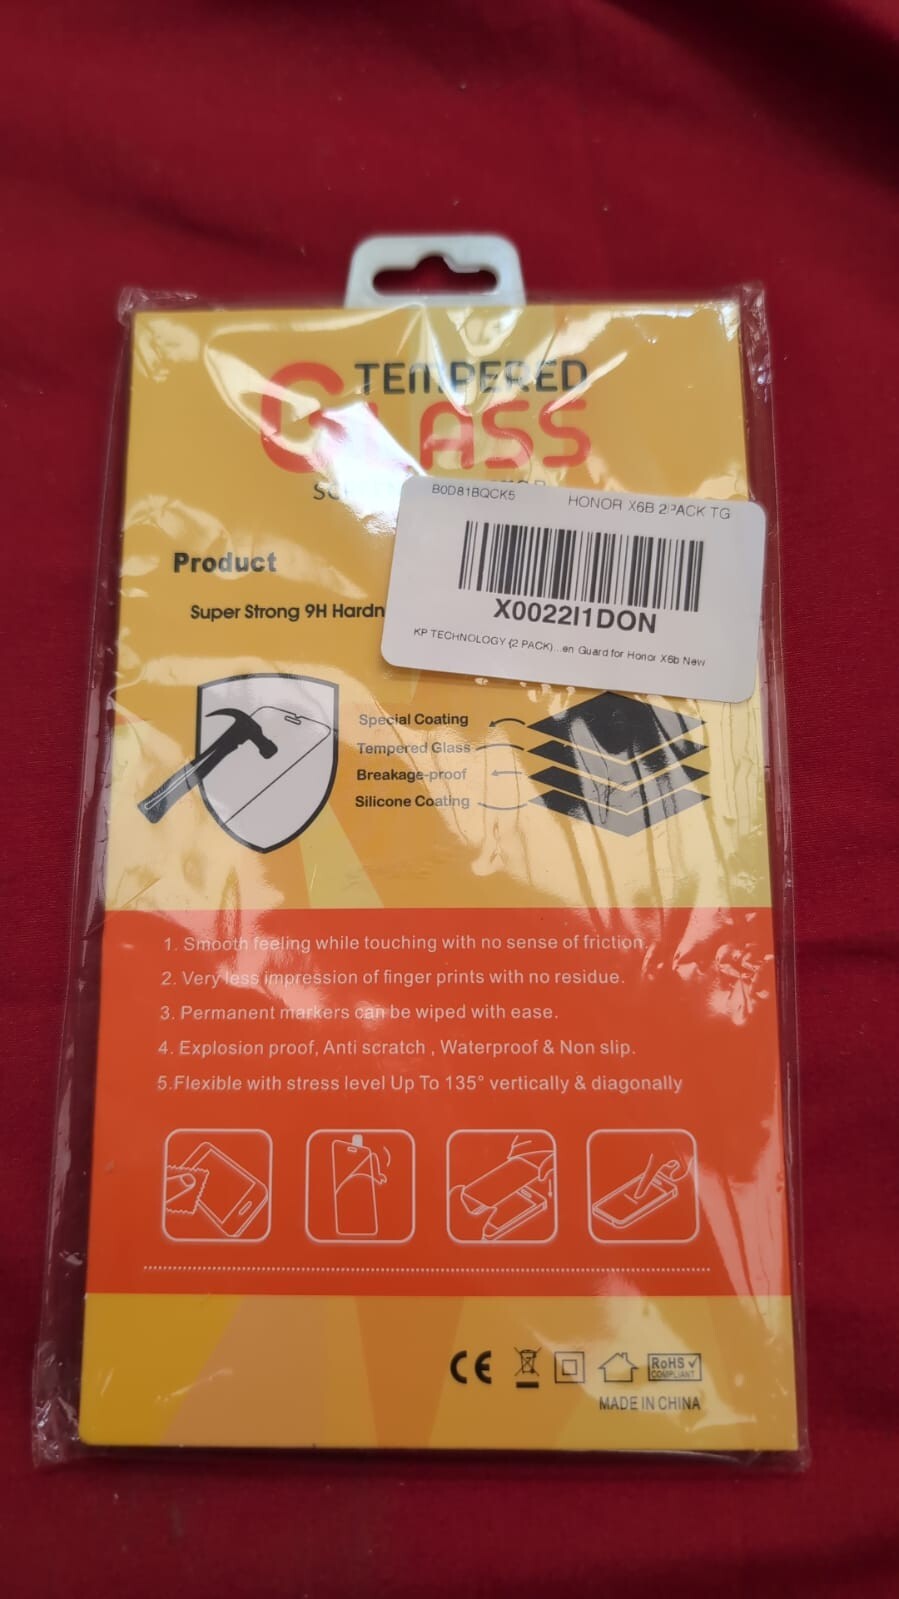 TEMPERED
GLASS
B0D81BQCK5 HONOR X6B 2PACK TG
X0022I1DON
KP TECHNOLOGY (2 PACK)...en Guard for Honor X6b New
Product
Super Strong 9H
Special Coating
Tempered Glass
Breakage-proof
Silicone Coating
1. Smooth feeling while touching with no sense of friction.
2. Very less impression of finger prints with no residue.
3. Permanent markers can be wiped with ease.
4. Explosion proof, Anti scratch , Waterproof & Non slip.
5.Flexible with stress level Up To 135° vertically & diagonally
CE
RoHS
COMPLIANT
MADE IN CHINA